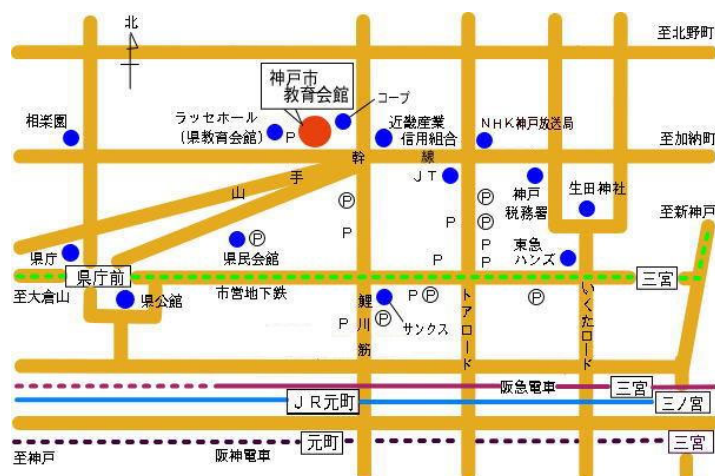 北
至北野町
神戸市
教育会館
コープ
相楽園
ラッセホール
(県教育会館)
P
近畿産業
信用組合
NHK神戸放送局
至加納町
山手幹線
JT
神戸
税務署
生田神社
至新神戸
P
P
P
P
P
P
P
県庁
県民会館
P
P
東急
ハンズ
県庁前
三宮
至大倉山
県公館
市営地下鉄
鯉川筋
P
P
P
P
サンクス
トアロード
P
いくたロード
阪急電車
三宮
JR元町
三ノ宮
元町
三宮
至神戸
阪神電車